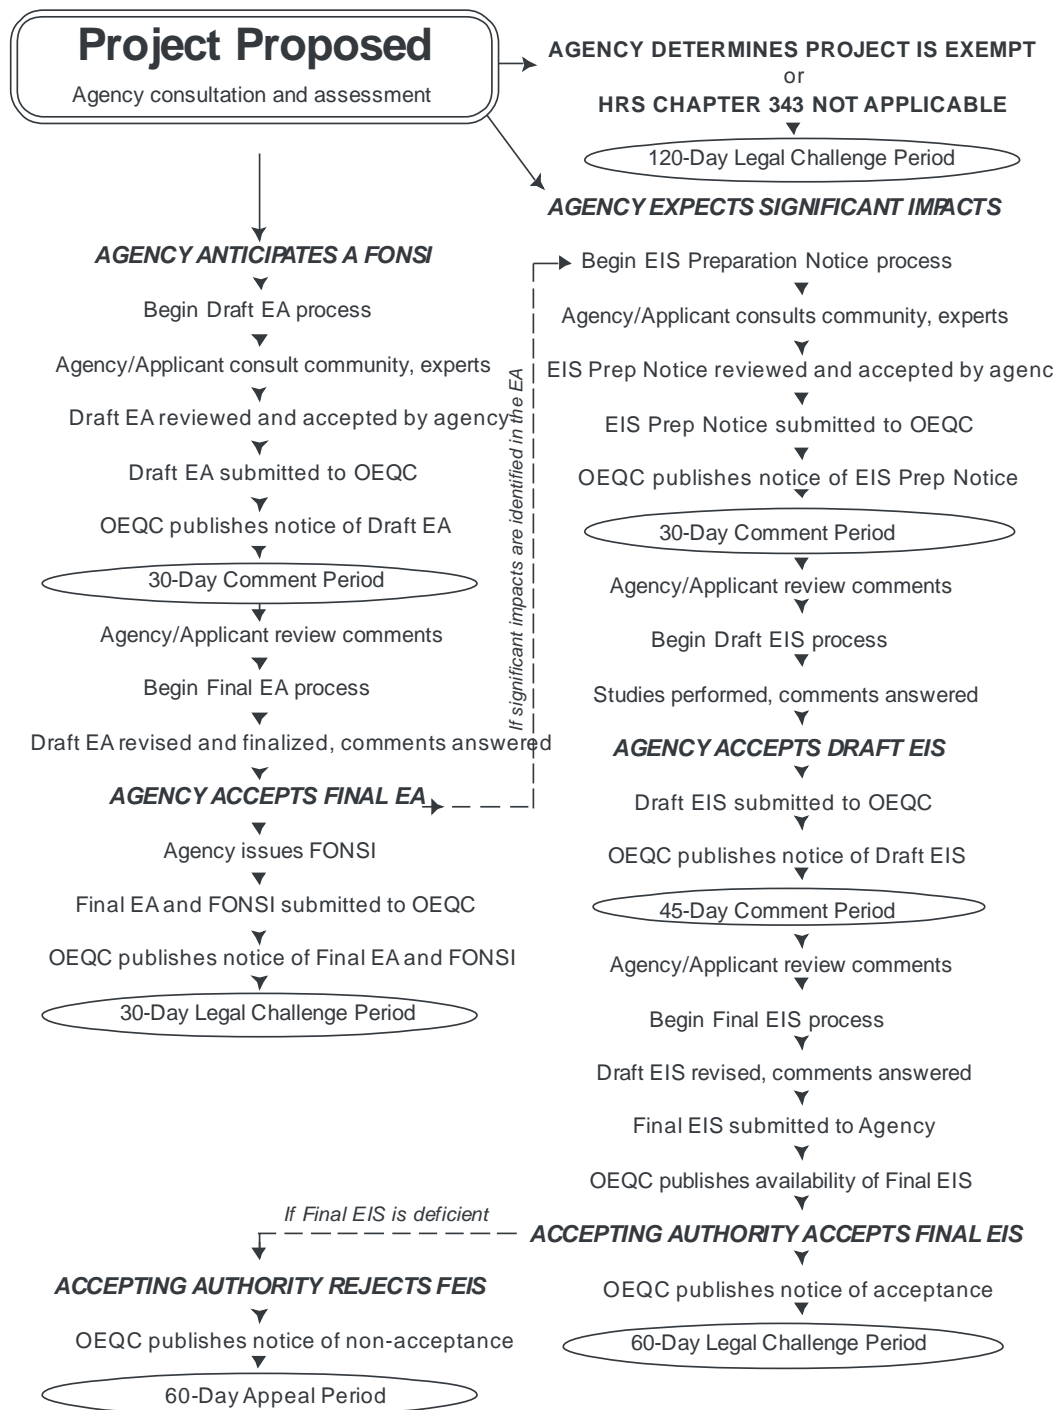 Project Proposed
Agency consultation and assessment
AGENCY DETERMINES PROJECT IS EXEMPT
or
HRS CHAPTER 343 NOT APPLICABLE
120-Day Legal Challenge Period
AGENCY EXPECTS SIGNIFICANT IMPACTS
AGENCY ANTICIPATES A FONSI
Begin Draft EA process
Agency/Applicant consult community, experts
Draft EA reviewed and accepted by agency
Draft EA submitted to OEQC
OEQC publishes notice of Draft EA
30-Day Comment Period
Agency/Applicant review comments
Begin Final EA process
Draft EA revised and finalized, comments answered
AGENCY ACCEPTS FINAL EA
Agency issues FONSI
Final EA and FONSI submitted to OEQC
OEQC publishes notice of Final EA and FONSI
30-Day Legal Challenge Period
If significant impacts are identified in the EA
Begin EIS Preparation Notice process
Agency/Applicant consults community, experts
EIS Prep Notice reviewed and accepted by agenc
EIS Prep Notice submitted to OEQC
OEQC publishes notice of EIS Prep Notice
30-Day Comment Period
Agency/Applicant review comments
Begin Draft EIS process
Studies performed, comments answered
AGENCY ACCEPTS DRAFT EIS
Draft EIS submitted to OEQC
OEQC publishes notice of Draft EIS
45-Day Comment Period
Agency/Applicant review comments
Begin Final EIS process
Draft EIS revised, comments answered
Final EIS submitted to Agency
OEQC publishes availability of Final EIS
ACCEPTING AUTHORITY ACCEPTS FINAL EIS
OEQC publishes notice of acceptance
60-Day Legal Challenge Period
If Final EIS is deficient
ACCEPTING AUTHORITY REJECTS FEIS
OEQC publishes notice of non-acceptance
60-Day Appeal Period